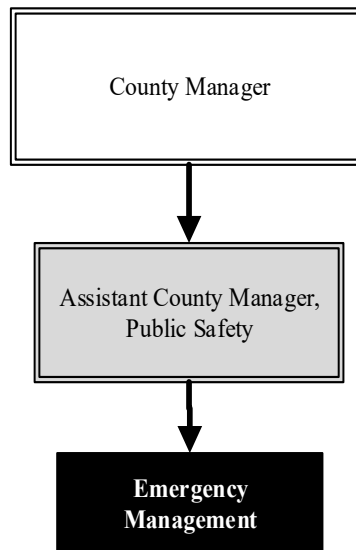 County Manager
Assistant County Manager,
Public Safety
Emergency
Management